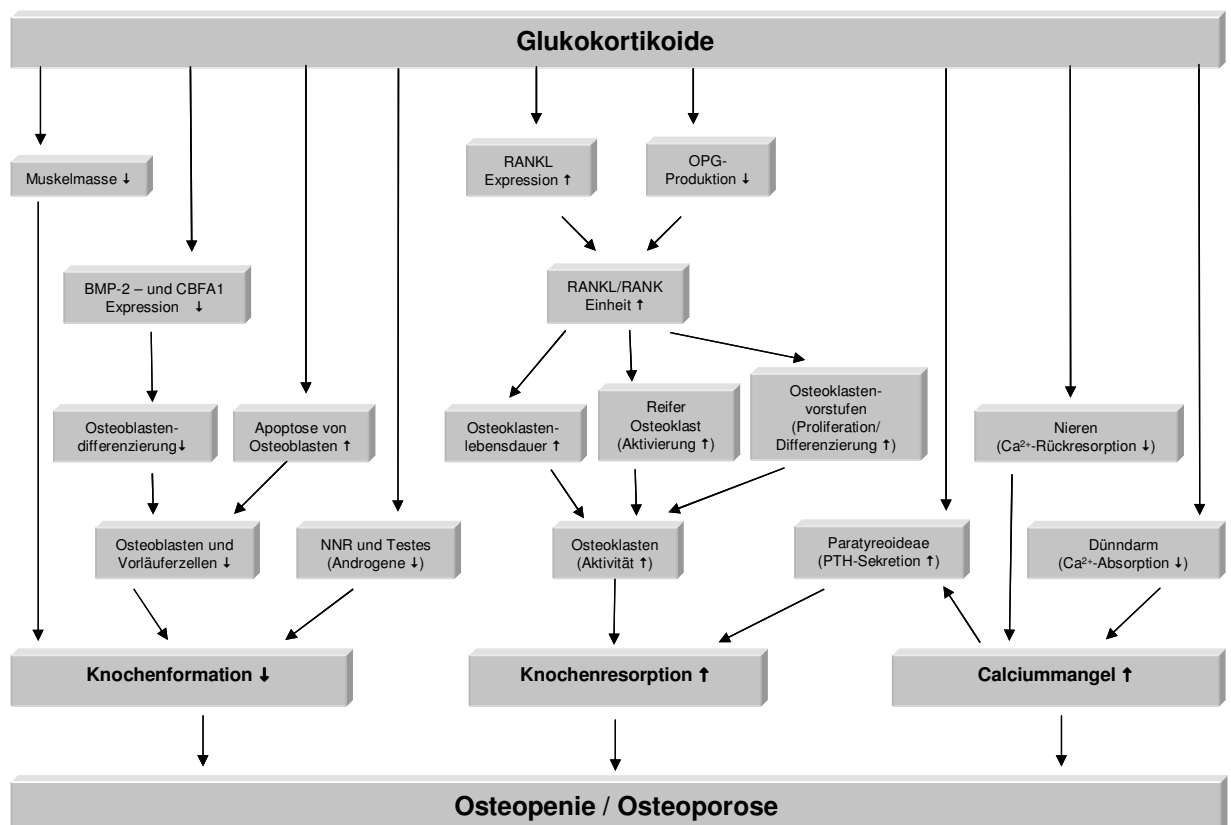 Glukokortikoide
Muskelmasse ↓
RANKL
Expression ↑
OPG-
Produktion ↓
BMP-2 – und CBFA1
Expression ↓
RANKL/RANK
Einheit ↑
Osteoblasten-
differenzierung↓
Apoptose von
Osteoblasten ↑
Osteoklasten-
lebensdauer ↑
Reifer
Osteoklast
(Aktivierung ↑)
Osteoklasten-
vorstufen
(Proliferation/
Differenzierung ↑)
Nieren
(Ca²⁺-Rückresorption ↓)
Osteoblasten und
Vorläuferzellen ↓
NNR und Testes
(Androgene ↓)
Osteoklasten
(Aktivität ↑)
Paratyreoideae
(PTH-Sekretion ↑)
Dünndarm
(Ca²⁺-Absorption ↓)
Knochenformation ↓
Knochenresorption ↑
Calciummangel ↑
Osteopenie / Osteoporose